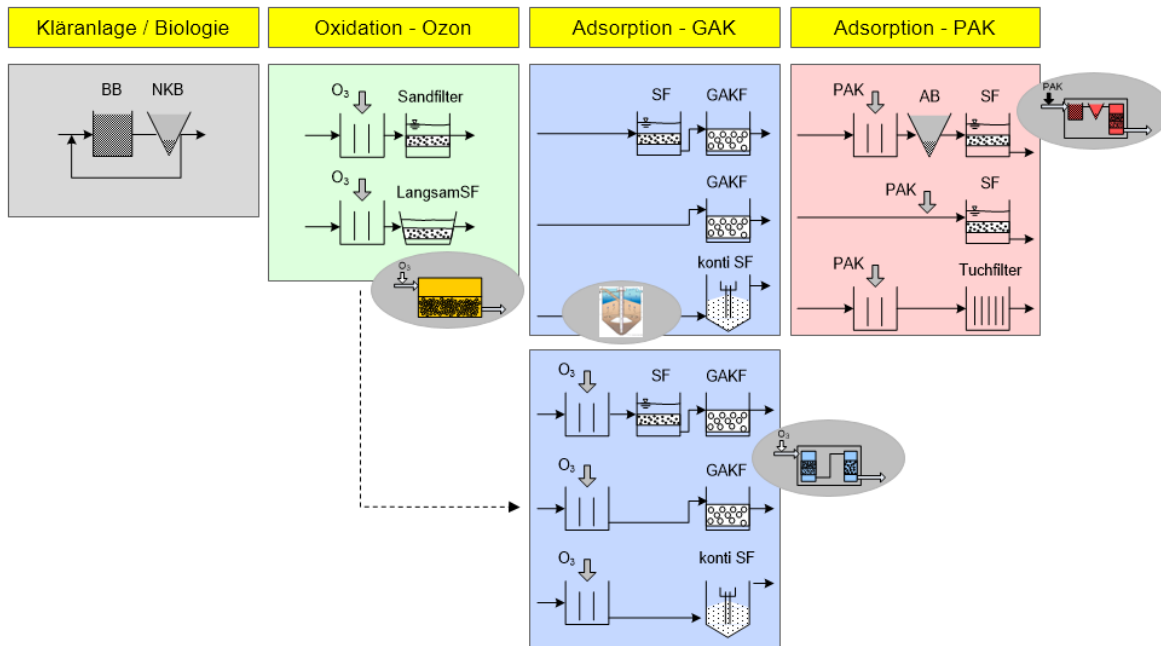 Kläranlage / Biologie
Oxidation - Ozon
Adsorption - GAK
Adsorption - PAK
BB NKB
O₃ Sandfilter
O₃ LangsamSF
O₃
SF GAKF
GAKF
konti SF
PAK AB SF
PAK SF
PAK Tuchfilter
PAK
O₃ SF GAKF
O₃ GAKF
O₃ konti SF
O₃